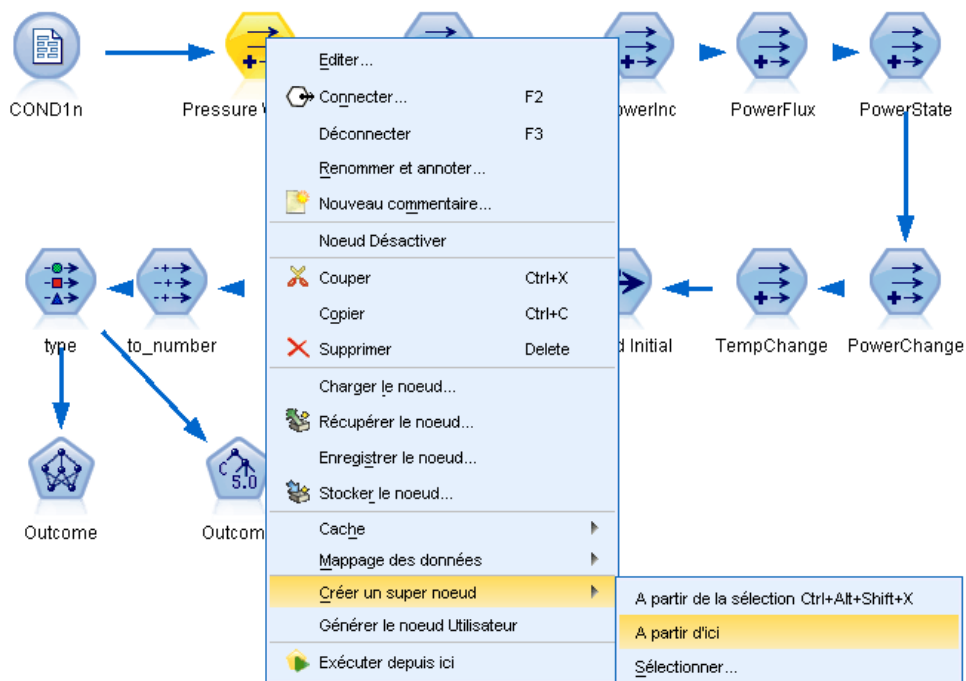 COND1n
Pressure
owerInc
PowerFlux
PowerState
Editer...
Connecter... F2
Déconnecter F3
Renommer et annoter...
Nouveau commentaire...
Noeud Désactiver
Couper Ctrl+X
Copier Ctrl+C
Supprimer Delete
Charger le noeud...
Récupérer le noeud...
Enregistrer le noeud...
Stocker le noeud...
Cache
Mappage des données
Créer un super noeud
Générer le noeud Utilisateur
Exécuter depuis ici
A partir de la sélection Ctrl+Alt+Shift+X
A partir d'ici
Sélectionner...
type
to_number
d Initial
TempChange
PowerChange
C 5.0
Outcome
Outcom